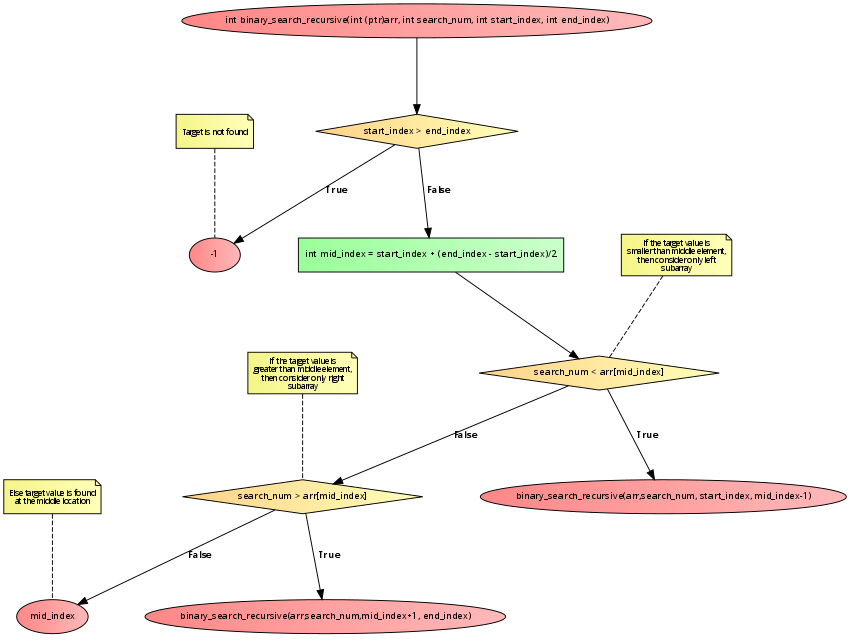 int binary_search_recursive(int (ptr)arr, int search_num, int start_index, int end_index)
Target is not found
start_index > end_index
True
False
-1
int mid_index = start_index + (end_index - start_index)/2
If the target value is
smaller than middle element,
then consider only left
subarray
If the target value is
greater than middle element,
then consider only right
subarray
search_num < arr[mid_index]
False
True
Else target value is found
at the middle location
search_num > arr[mid_index]
binary_search_recursive(arr,search_num, start_index, mid_index-1)
False
True
mid_index
binary_search_recursive(arr,search_num,mid_index+1, end_index)